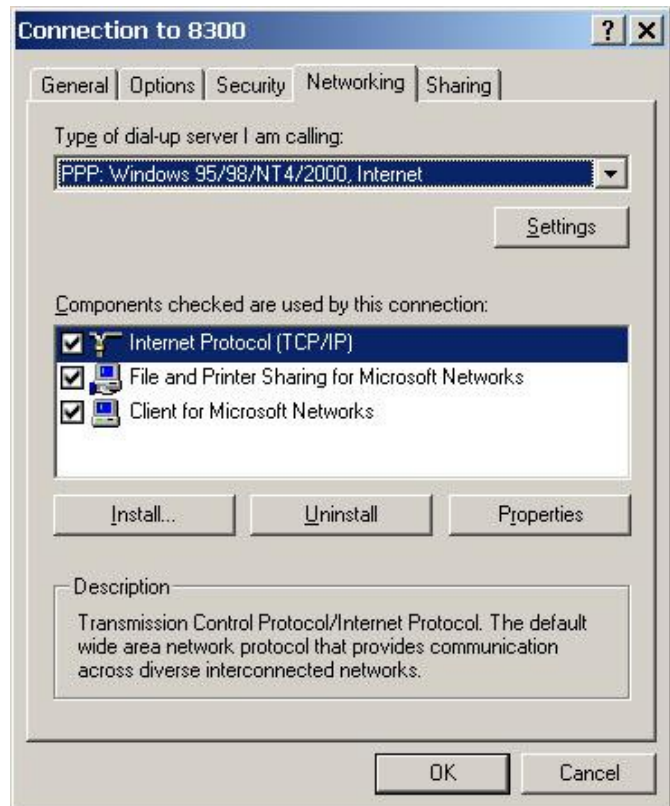 Connection to 8300
General Options Security Networking Sharing
Type of dial-up server I am calling:
PPP: Windows 95/98/NT4/2000, Internet
Settings
Components checked are used by this connection:
Internet Protocol (TCP/IP)
File and Printer Sharing for Microsoft Networks
Client for Microsoft Networks
Install... Uninstall Properties
Description
Transmission Control Protocol/Internet Protocol. The default
wide area network protocol that provides communication
across diverse interconnected networks.
OK Cancel